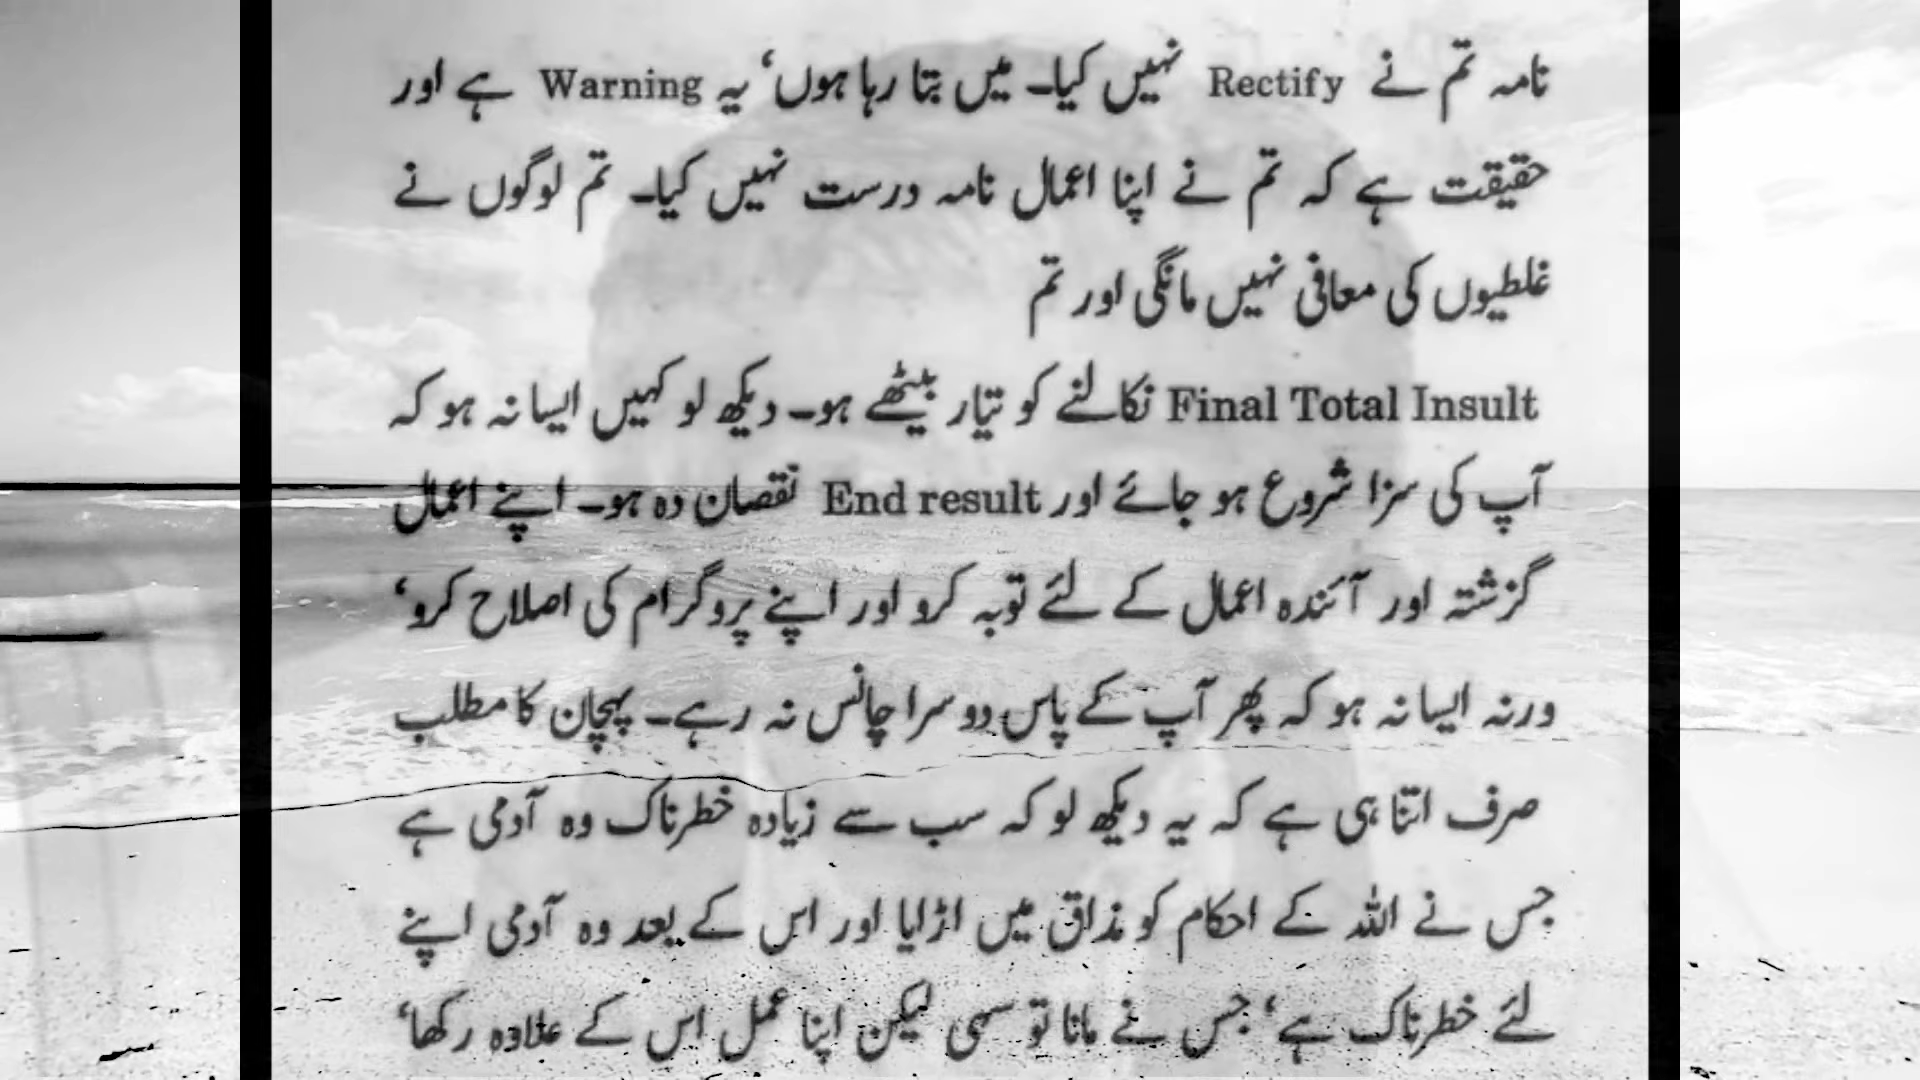 نامہ تم نے Rectify نہیں کیا۔ میں بتا رہا ہوں‘ یہ Warning ہے اور
حقیقت ہے کہ تم نے اپنا اعمال نامہ درست نہیں کیا۔ تم لوگوں نے
غلطیوں کی معافی نہیں مانگی اور تم
Final Total Insult نکالنے کو تیار بیٹھے ہو۔ دیکھ لو کہیں ایسا نہ ہو کہ
آپ کی سزا شروع ہو جائے اور End result نقصان دہ ہو۔ اپنے اعمال
گزشتہ اور آئندہ اعمال کے لئے توبہ کرو اور اپنے پروگرام کی اصلاح کرو‘
ورنہ ایسا نہ ہو کہ پھر آپ کے پاس دوسرا چانس نہ رہے۔ پہچان کا مطلب
صرف اتنا ہی ہے کہ یہ دیکھ لو کہ سب سے زیادہ خطرناک وہ آدمی ہے
جس نے اللہ کے احکام کو مذاق میں اڑایا اور اس کے بعد وہ آدمی اپنے
لئے خطرناک ہے‘ جس نے مانا تو سہی لیکن اپنا عمل اس کے علاوہ رکھا‘